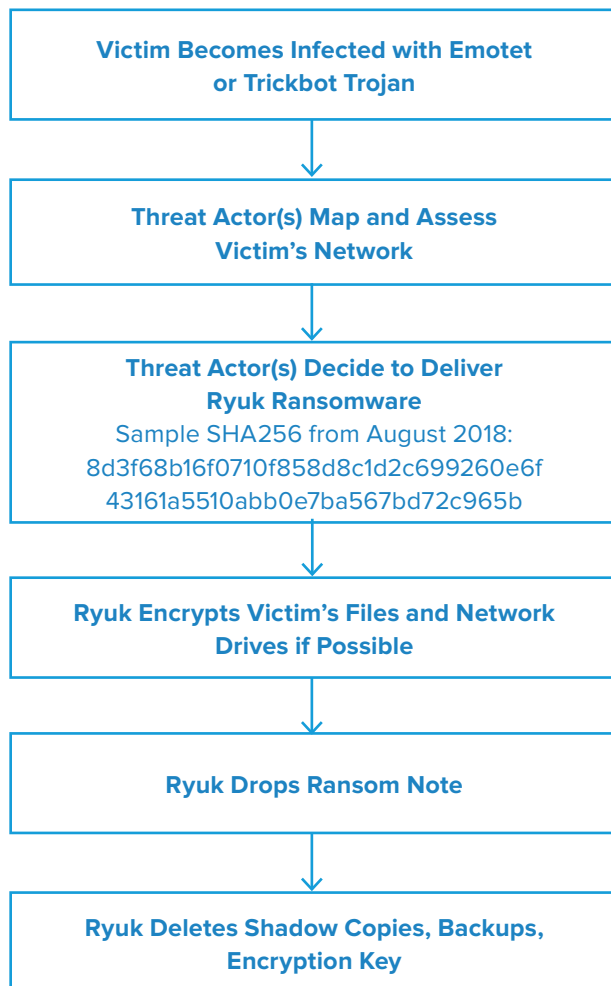 Victim Becomes Infected with Emotet
or Trickbot Trojan
Threat Actor(s) Map and Assess
Victim's Network
Threat Actor(s) Decide to Deliver
Ryuk Ransomware
Sample SHA256 from August 2018:
8d3f68b16f0710f858d8c1d2c699260e6f
43161a5510abb0e7ba567bd72c965b
Ryuk Encrypts Victim's Files and Network
Drives if Possible
Ryuk Drops Ransom Note
Ryuk Deletes Shadow Copies, Backups,
Encryption Key